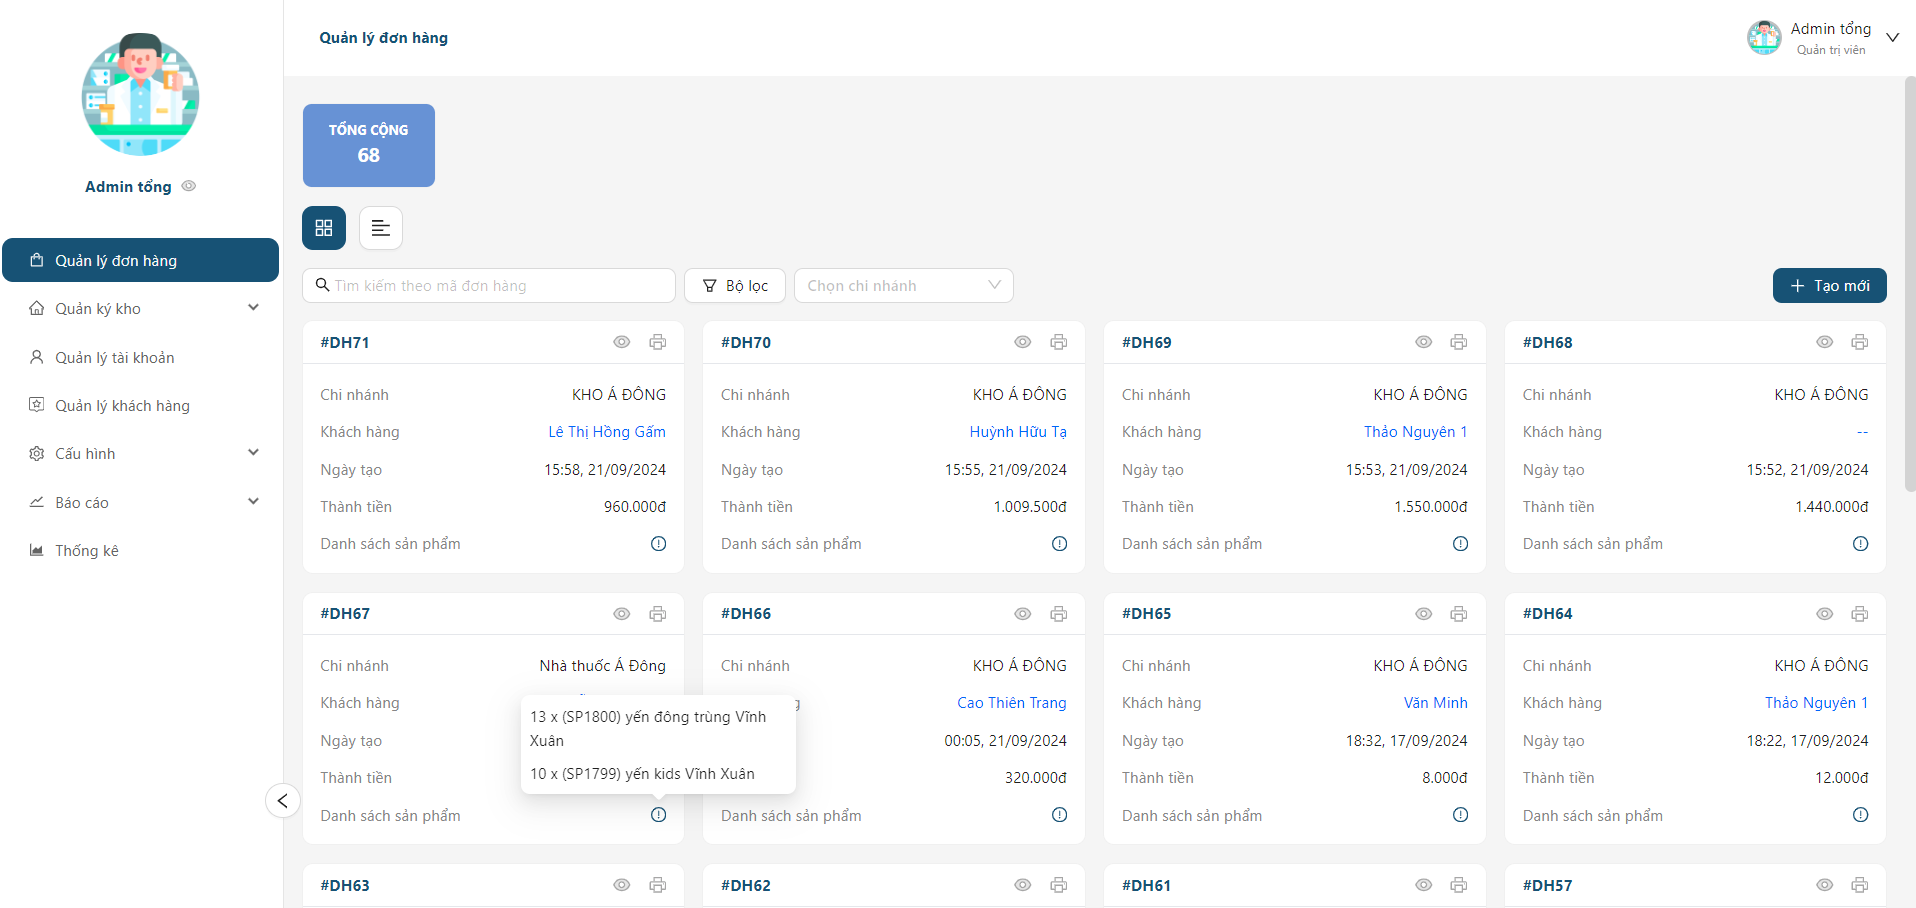 Quản lý đơn hàng
Admin tổng
Quản trị viên
Admin tổng
Quản lý đơn hàng
Quản ký kho
Quản lý tài khoản
Quản lý khách hàng
Cấu hình
Báo cáo
Thống kê
TỔNG CỘNG
68
Tìm kiếm theo mã đơn hàng
Bộ lọc
Chọn chi nhánh
Tạo mới
#DH71
Chi nhánh KHO Á ĐÔNG
Khách hàng Lê Thị Hồng Gấm
Ngày tạo 15:58, 21/09/2024
Thành tiền 960.000đ
Danh sách sản phẩm
#DH70
Chi nhánh KHO Á ĐÔNG
Khách hàng Huỳnh Hữu Tạ
Ngày tạo 15:55, 21/09/2024
Thành tiền 1.009.500đ
Danh sách sản phẩm
#DH69
Chi nhánh KHO Á ĐÔNG
Khách hàng Thảo Nguyên 1
Ngày tạo 15:53, 21/09/2024
Thành tiền 1.550.000đ
Danh sách sản phẩm
#DH68
Chi nhánh KHO Á ĐÔNG
Khách hàng --
Ngày tạo 15:52, 21/09/2024
Thành tiền 1.440.000đ
Danh sách sản phẩm
#DH67
Chi nhánh Nhà thuốc Á Đông
Khách hàng
Ngày tạo
Thành tiền
Danh sách sản phẩm
13 x (SP1800) yến đông trùng Vĩnh
Xuân
10 x (SP1799) yến kids Vĩnh Xuân
#DH66
Chi nhánh KHO Á ĐÔNG
Cao Thiên Trang
00:05, 21/09/2024
320.000đ
Danh sách sản phẩm
#DH65
Chi nhánh KHO Á ĐÔNG
Khách hàng Văn Minh
Ngày tạo 18:32, 17/09/2024
Thành tiền 8.000đ
Danh sách sản phẩm
#DH64
Chi nhánh KHO Á ĐÔNG
Khách hàng Thảo Nguyên 1
Ngày tạo 18:22, 17/09/2024
Thành tiền 12.000đ
Danh sách sản phẩm
#DH63
#DH62
#DH61
#DH57